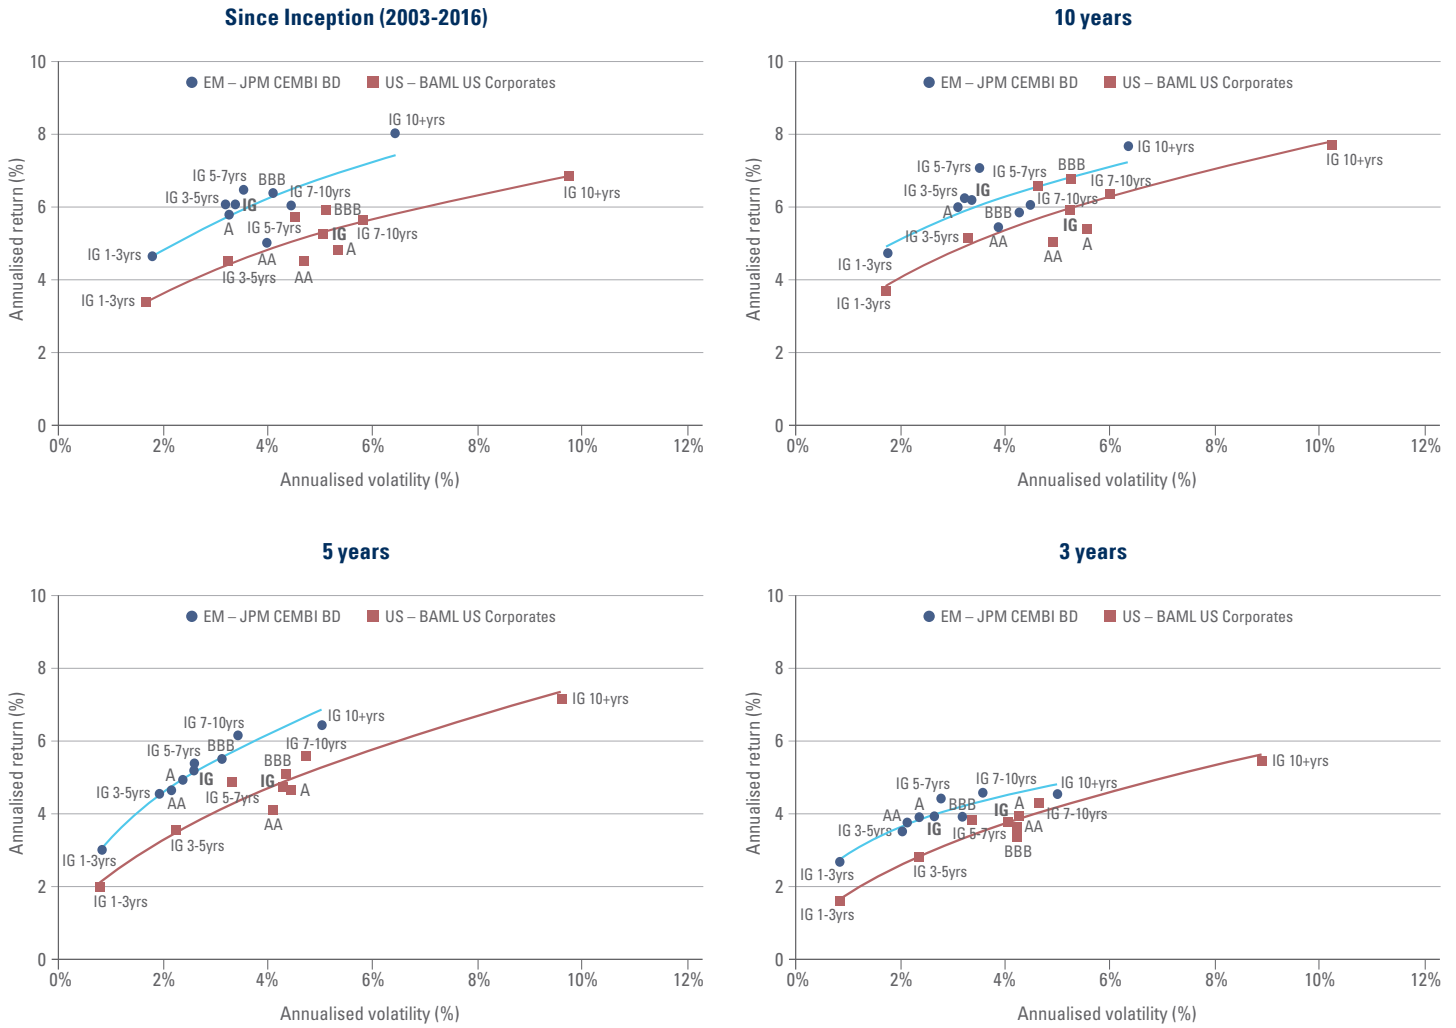 Since Inception (2003-2016)
10
8
6
4
2
0
Annualised return (%)
EM – JPM CEMBI BD
US – BAML US Corporates
IG 10+yrs
IG 5-7yrs
BBB
IG 3-5yrs
IG
IG 7-10yrs
IG 10+yrs
A
IG 5-7yrs
BBB
IG 7-10yrs
IG
A
IG 1-3yrs
AA
IG 3-5yrs
AA
IG 1-3yrs
0%
2%
4%
6%
8%
10%
12%
Annualised volatility (%)
10 years
10
8
6
4
2
0
Annualised return (%)
EM – JPM CEMBI BD
US – BAML US Corporates
IG 10+yrs
IG 10+yrs
IG 5-7yrs
IG 5-7yrs
BBB
IG 7-10yrs
IG 3-5yrs
IG
IG 7-10yrs
A
BBB
IG
IG 3-5yrs
AA
AA
A
IG 1-3yrs
IG 1-3yrs
0%
2%
4%
6%
8%
10%
12%
Annualised volatility (%)
5 years
10
8
6
4
2
0
Annualised return (%)
EM – JPM CEMBI BD
US – BAML US Corporates
IG 10+yrs
IG 7-10yrs
IG 10+yrs
IG 5-7yrs
BBB
IG 7-10yrs
A
IG
BBB
IG 3-5yrs
AA
IG 5-7yrs
IG
A
AA
IG 3-5yrs
IG 1-3yrs
IG 1-3yrs
0%
2%
4%
6%
8%
10%
12%
Annualised volatility (%)
3 years
10
8
6
4
2
0
Annualised return (%)
EM – JPM CEMBI BD
US – BAML US Corporates
IG 10+yrs
IG 5-7yrs
IG 7-10yrs
IG 10+yrs
AA
A
BBB
IG
A
IG 7-10yrs
IG 3-5yrs
IG
IG 5-7yrs
AA
BBB
IG 3-5yrs
IG 1-3yrs
IG 1-3yrs
0%
2%
4%
6%
8%
10%
12%
Annualised volatility (%)